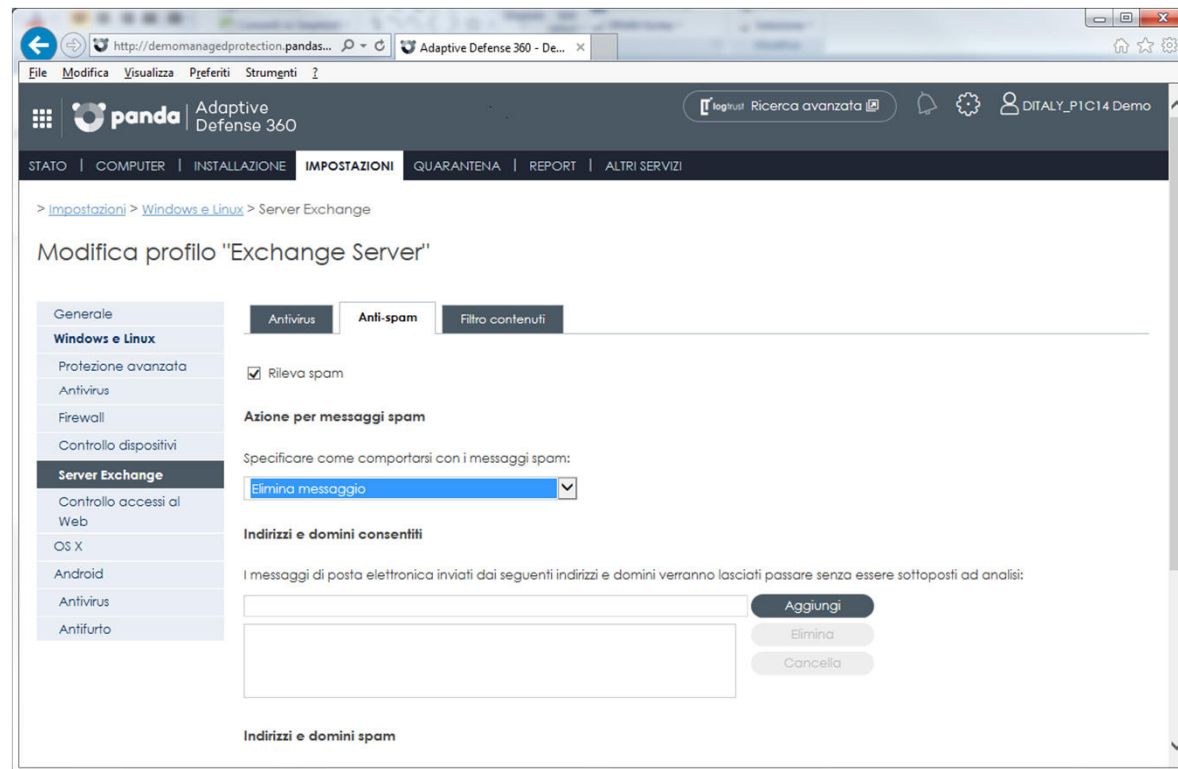 http://demomanagedprotection.pandas...
Adaptive Defense 360 - De...
File Modifica Visualizza Preferiti Strumenti ?
panda Adaptive
Defense 360
logtrust Ricerca avanzata
DITALY_P1C14 Demo
STATO | COMPUTER | INSTALLAZIONE IMPOSTAZIONI QUARANTENA | REPORT | ALTRI SERVIZI
> Impostazioni > Windows e Linux > Server Exchange
Modifica profilo "Exchange Server"
Generale
Windows e Linux
Protezione avanzata
Antivirus
Firewall
Controllo dispositivi
Server Exchange
Controllo accessi al
Web
OS X
Android
Antivirus
Antifurto
Antivirus Anti-spam Filtro contenuti
Rileva spam
Azione per messaggi spam
Specificare come comportarsi con i messaggi spam:
Elimina messaggio
Indirizzi e domini consentiti
I messaggi di posta elettronica inviati dai seguenti indirizzi e domini verranno lasciati passare senza essere sottoposti ad analisi:
Aggiungi
Elimina
Cancella
Indirizzi e domini spam